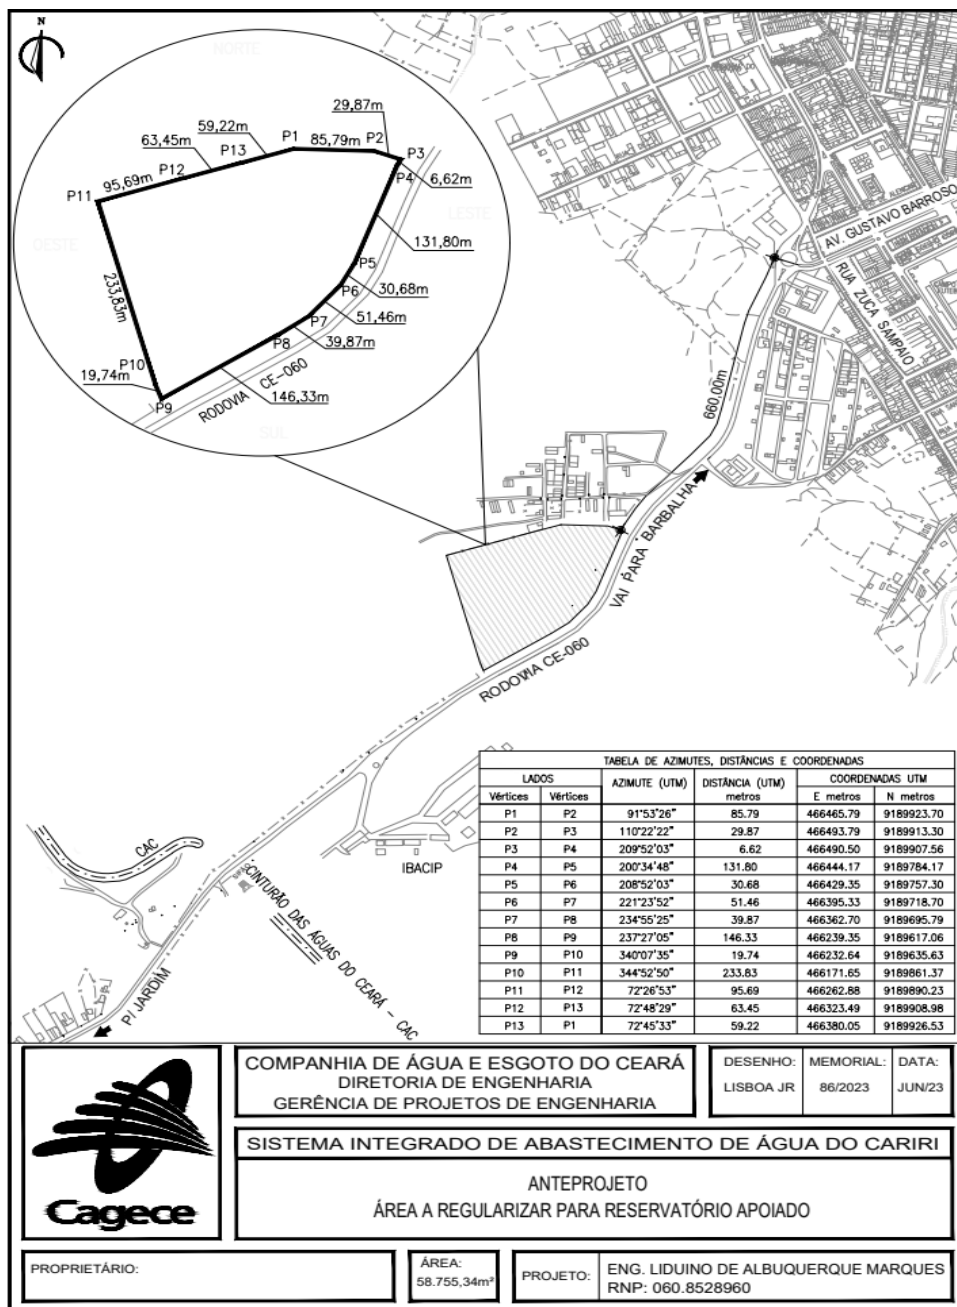 N
NORTE
29,87m
59,22m
P1
85,79m
P2
63,45m
P13
P3
6,62m
P12
P4
95,69m
P11
LESTE
OESTE
131,80m
P5
233,83m
P6
30,68m
51,46m
P7
39,87m
P8
P10
19,74m
146,33m
P9
RODOVIA CE-060
SUL
AV. GUSTAVO BARROSO
RUA ZUCA SAMPAIO
660,00m
VAI PARA BARBALHA
RODOVIA CE-060
CAC
IBACIP
CINTURÃO DAS ÁGUAS DO CEARÁ - CAC
P/ JARDIM
TABELA DE AZIMUTES, DISTÂNCIAS E COORDENADAS
LADOS AZIMUTE (UTM) DISTÂNCIA (UTM) metros COORDENADAS UTM
Vértices Vértices E metros N metros
P1 P2 91°53'26" 85.79 466465.79 9189923.70
P2 P3 110°22'22" 29.87 466493.79 9189913.30
P3 P4 209°52'03" 6.62 466490.50 9189907.56
P4 P5 200°34'48" 131.80 466444.17 9189784.17
P5 P6 208°52'03" 30.68 466429.35 9189757.30
P6 P7 221°23'52" 51.46 466395.33 9189718.70
P7 P8 234°55'25" 39.87 466362.70 9189695.79
P8 P9 237°27'05" 146.33 466239.35 9189617.06
P9 P10 340°07'35" 19.74 466232.64 9189635.63
P10 P11 344°52'50" 233.83 466171.65 9189861.37
P11 P12 72°26'53" 95.69 466262.88 9189890.23
P12 P13 72°48'29" 63.45 466323.49 9189908.98
P13 P1 72°45'33" 59.22 466380.05 9189926.53
Cagece
COMPANHIA DE ÁGUA E ESGOTO DO CEARÁ
DIRETORIA DE ENGENHARIA
GERÊNCIA DE PROJETOS DE ENGENHARIA
DESENHO:
LISBOA JR
MEMORIAL:
86/2023
DATA:
JUN/23
SISTEMA INTEGRADO DE ABASTECIMENTO DE ÁGUA DO CARIRI
ANTEPROJETO
ÁREA A REGULARIZAR PARA RESERVATÓRIO APOIADO
PROPRIETÁRIO:
ÁREA:
58.755,34m²
PROJETO:
ENG. LIDUINO DE ALBUQUERQUE MARQUES
RNP: 060.8528960